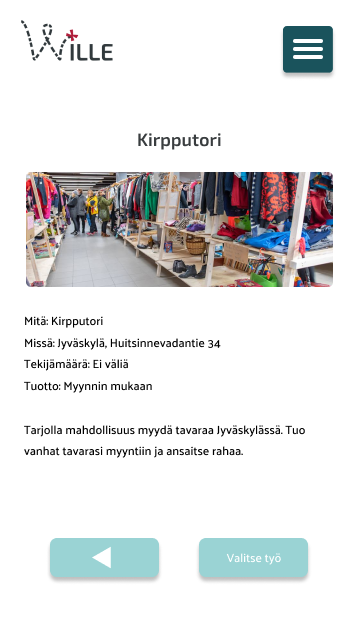 WILLE
Kirpputori
Mitä: Kirpputori
Missä: Jyväskylä, Huitsinnevadantie 34
Tekijämäärä: Ei väliä
Tuotto: Myynnin mukaan
Tarjolla mahdollisuus myydä tavaraa Jyväskylässä. Tuo
vanhat tavarasi myyntiin ja ansaitse rahaa.
Valitse työ